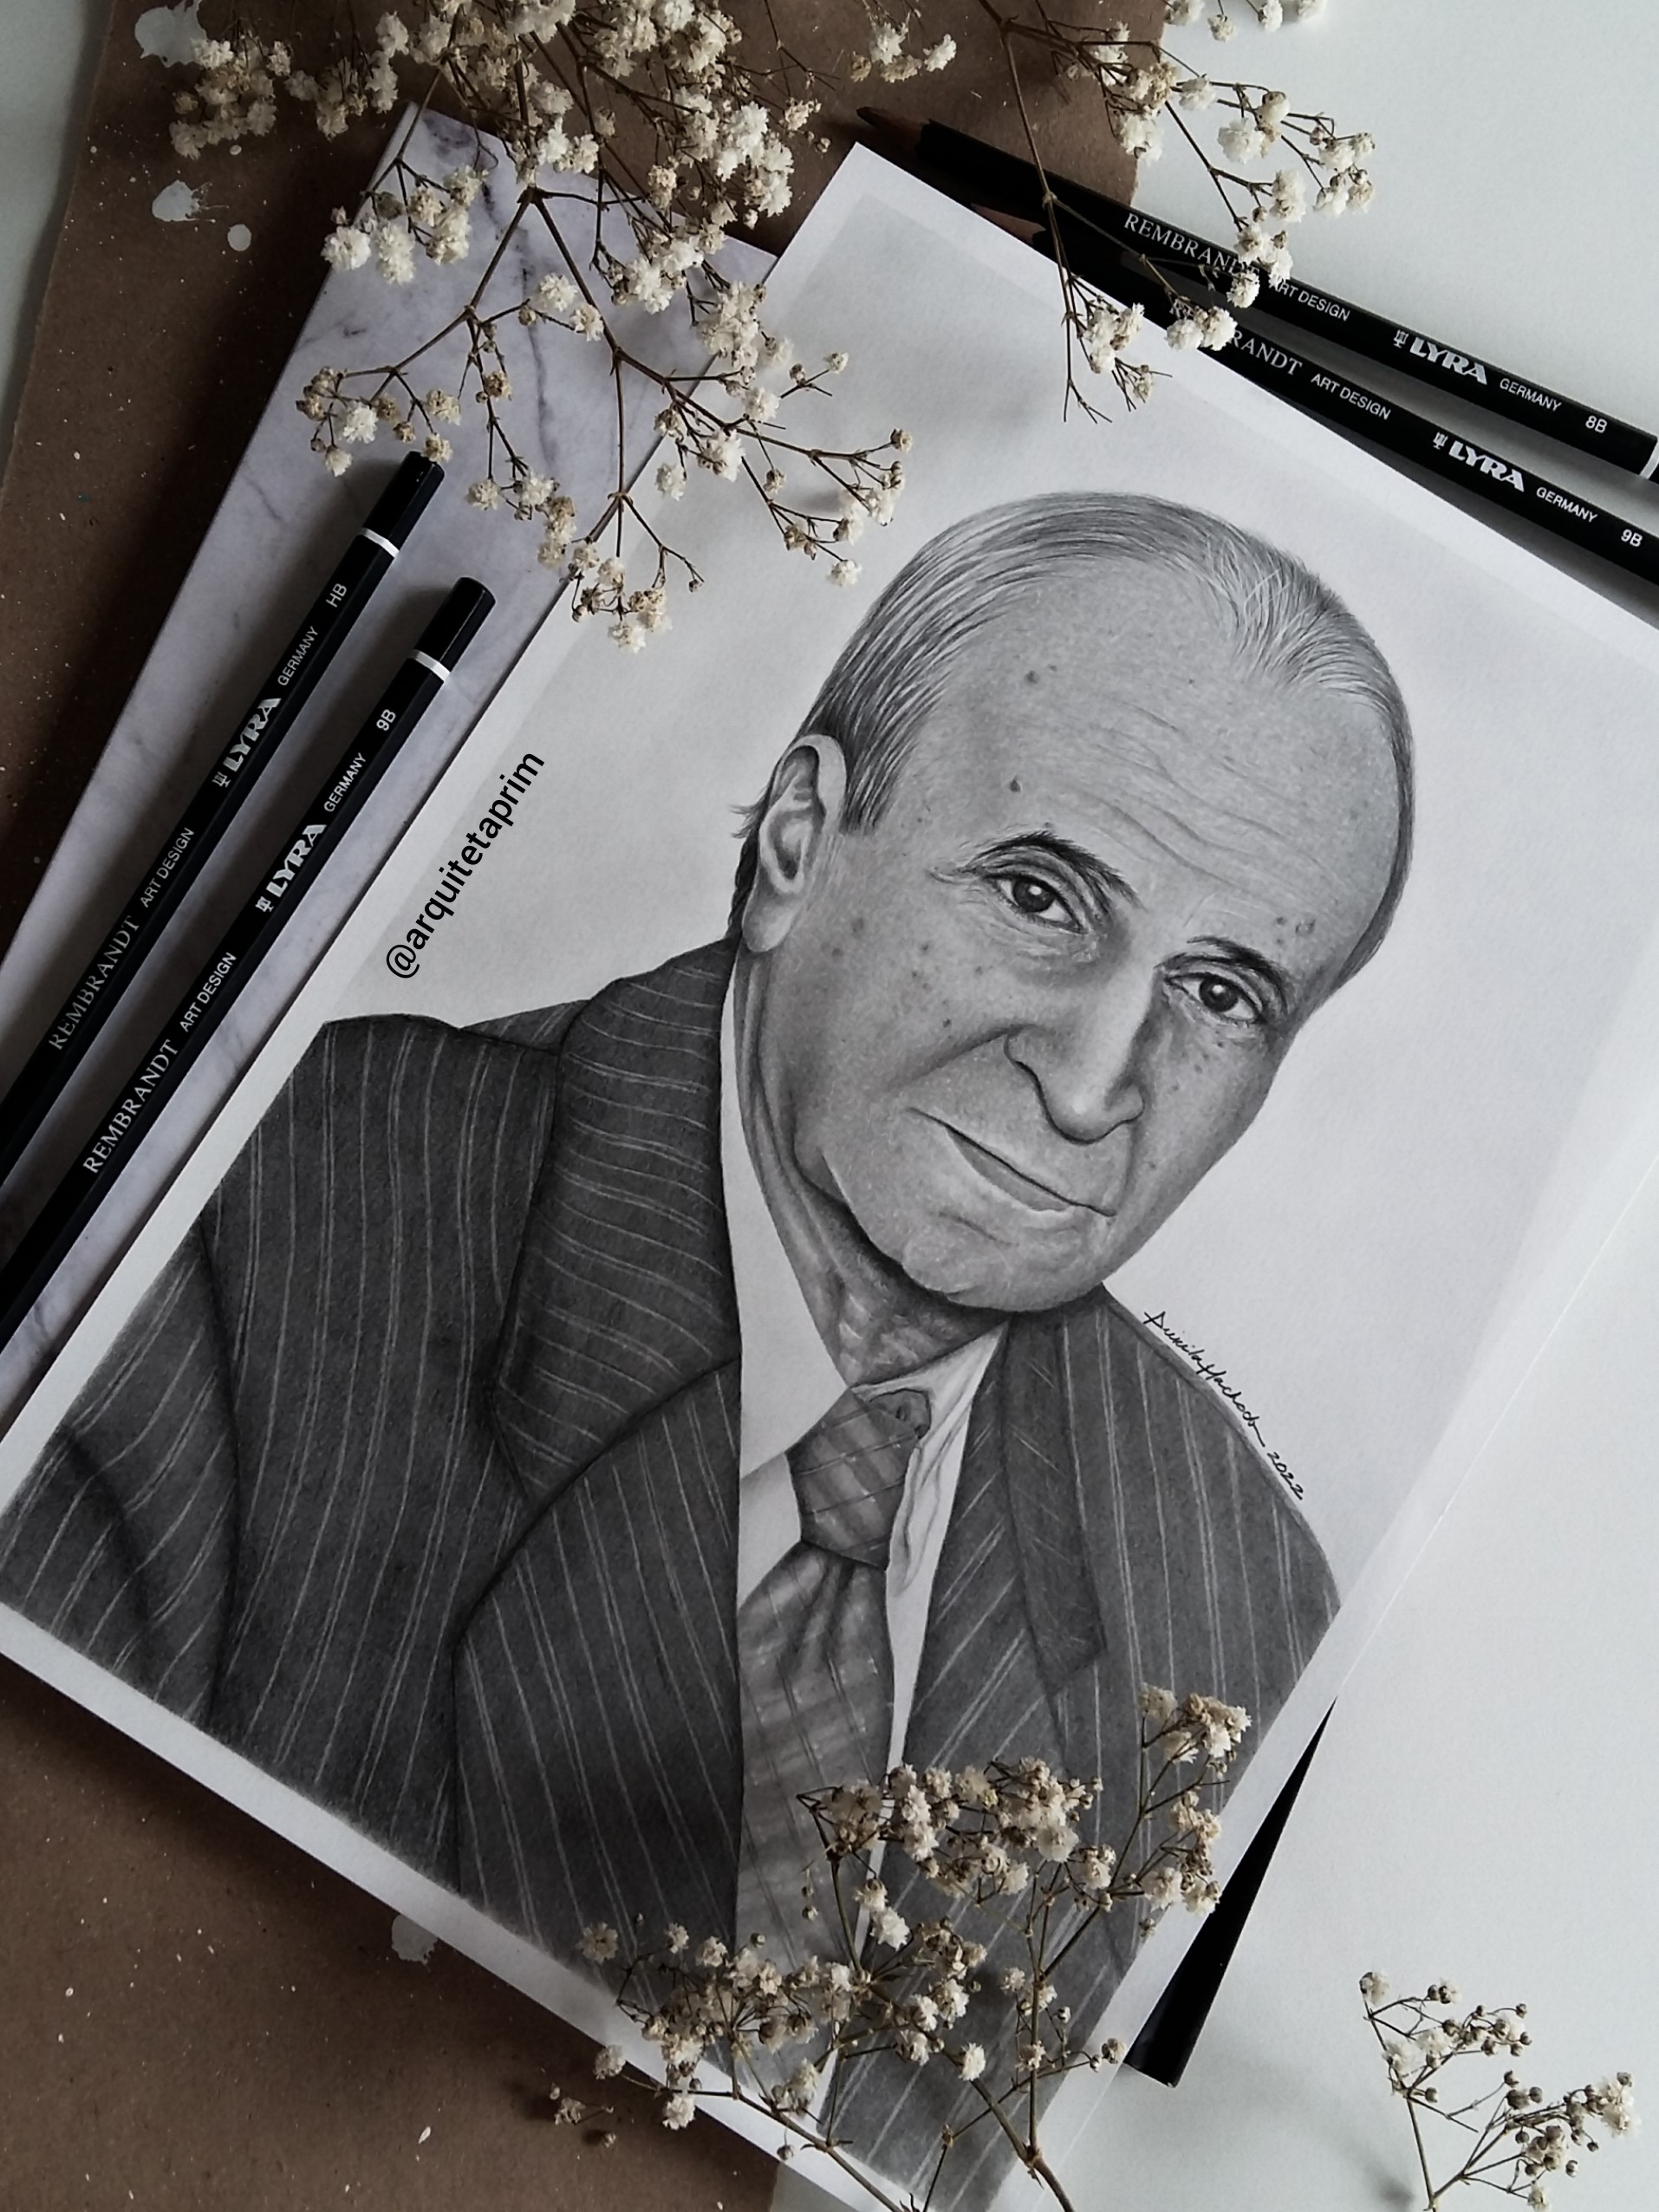 REMBRANDT ART DESIGN LYRA GERMANY 8B
REMBRANDT ART DESIGN LYRA GERMANY 9B
REMBRANDT ART DESIGN LYRA GERMANY HB
REMBRANDT ART DESIGN LYRA GERMANY 9B
@arquitetaprim
2022